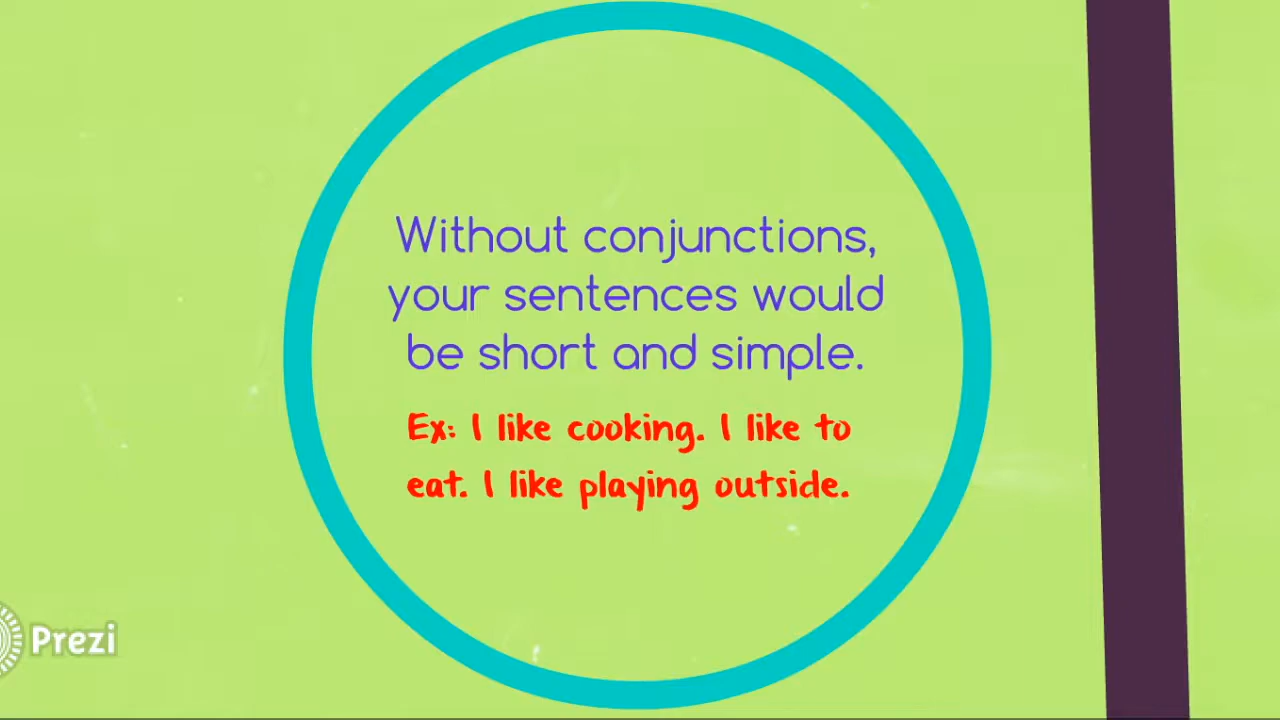 Without conjunctions,
your sentences would
be short and simple.
Ex: I like cooking. I like to
eat. I like playing outside.
Prezi